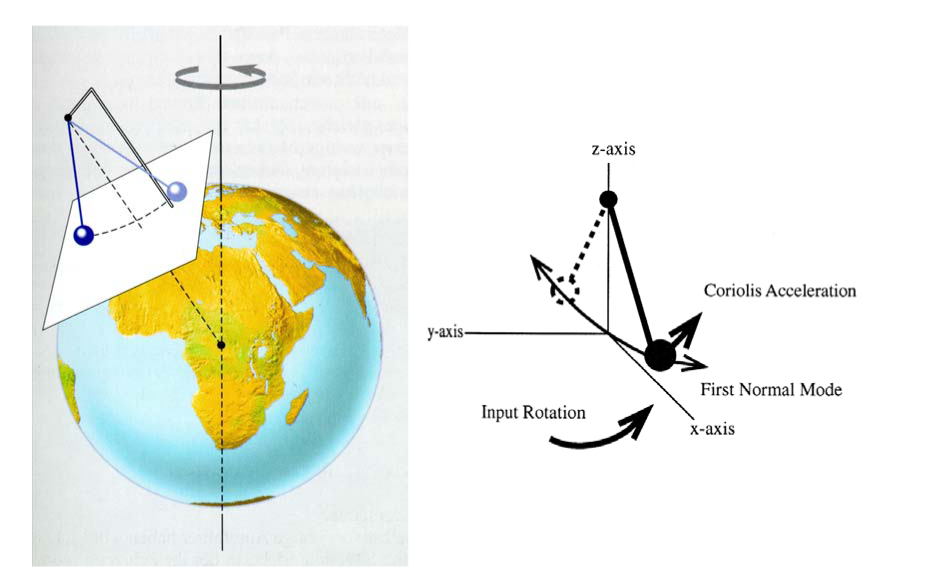 z-axis
Coriolis Acceleration
y-axis
First Normal Mode
Input Rotation
x-axis